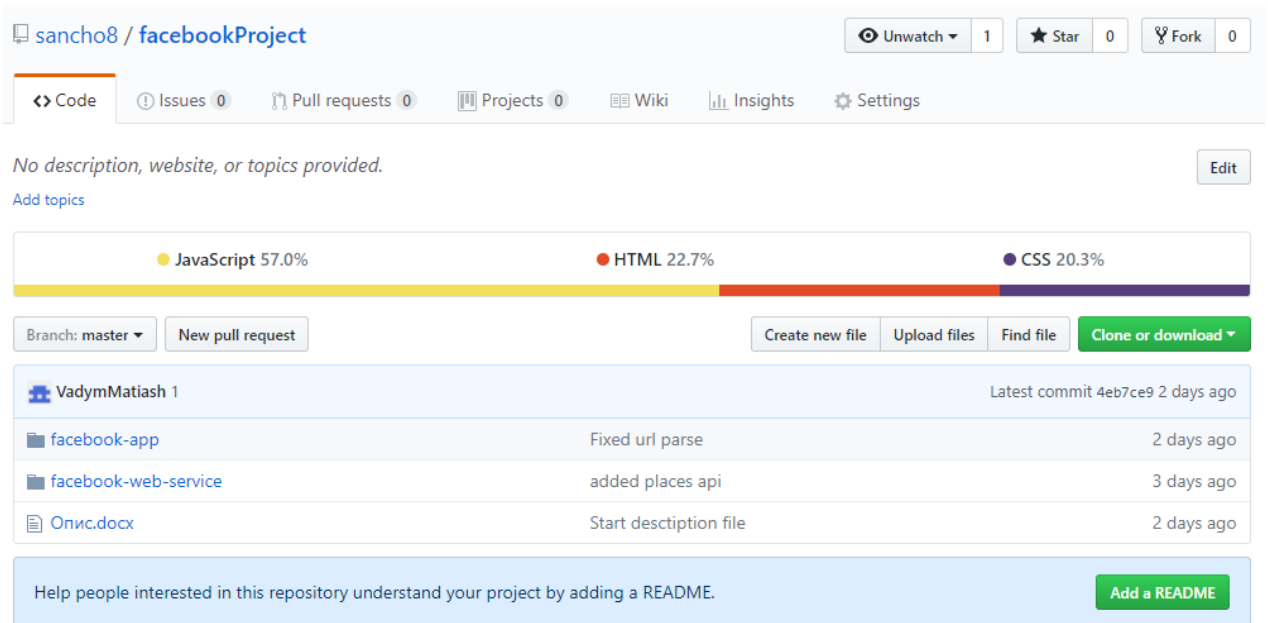 sancho8 / facebookProject Unwatch 1 Star 0 Fork 0
Code Issues 0 Pull requests 0 Projects 0 Wiki Insights Settings
No description, website, or topics provided. Edit
Add topics
JavaScript 57.0% HTML 22.7% CSS 20.3%
Branch: master New pull request Create new file Upload files Find file Clone or download
VadymMatiash 1 Latest commit 4eb7ce9 2 days ago
facebook-app Fixed url parse 2 days ago
facebook-web-service added places api 3 days ago
Опис.docx Start desctiption file 2 days ago
Help people interested in this repository understand your project by adding a README. Add a README